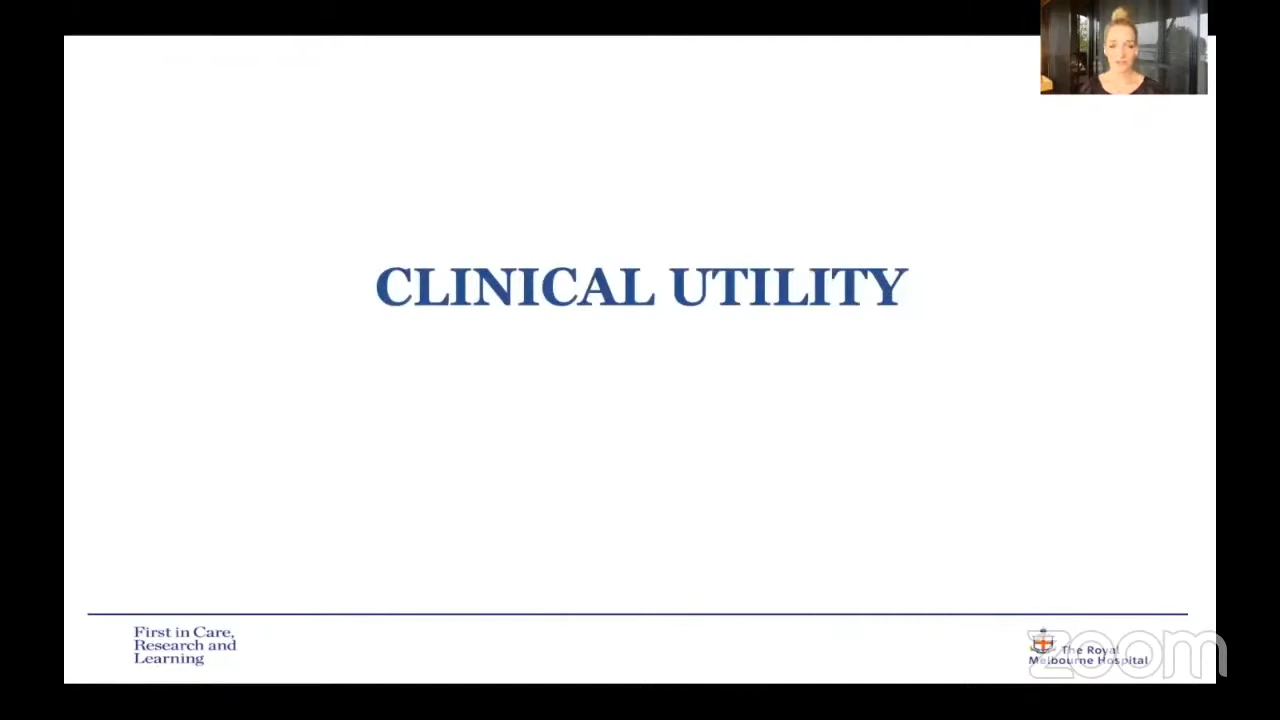 CLINICAL UTILITY
First in Care,
Research and
Learning
The Royal
Melbourne Hospital
zoom